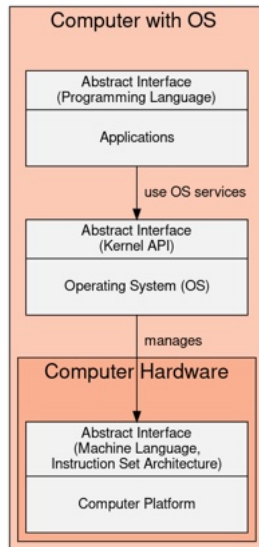 Computer with OS
Abstract Interface
(Programming Language)
Applications
use OS services
Abstract Interface
(Kernel API)
Operating System (OS)
manages
Computer Hardware
Abstract Interface
(Machine Language,
Instruction Set Architecture)
Computer Platform